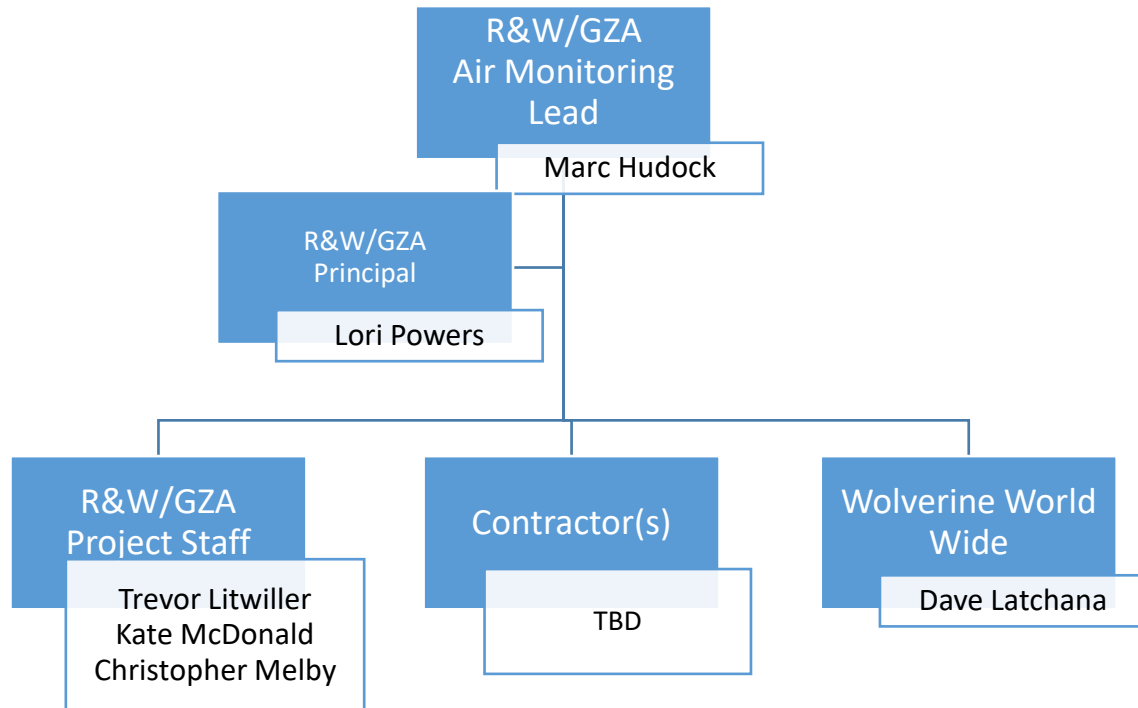 R&W/GZA
Air Monitoring
Lead
Marc Hudock
R&W/GZA
Principal
Lori Powers
R&W/GZA
Project Staff
Trevor Litwiller
Kate McDonald
Christopher Melby
Contractor(s)
TBD
Wolverine World
Wide
Dave Latchana